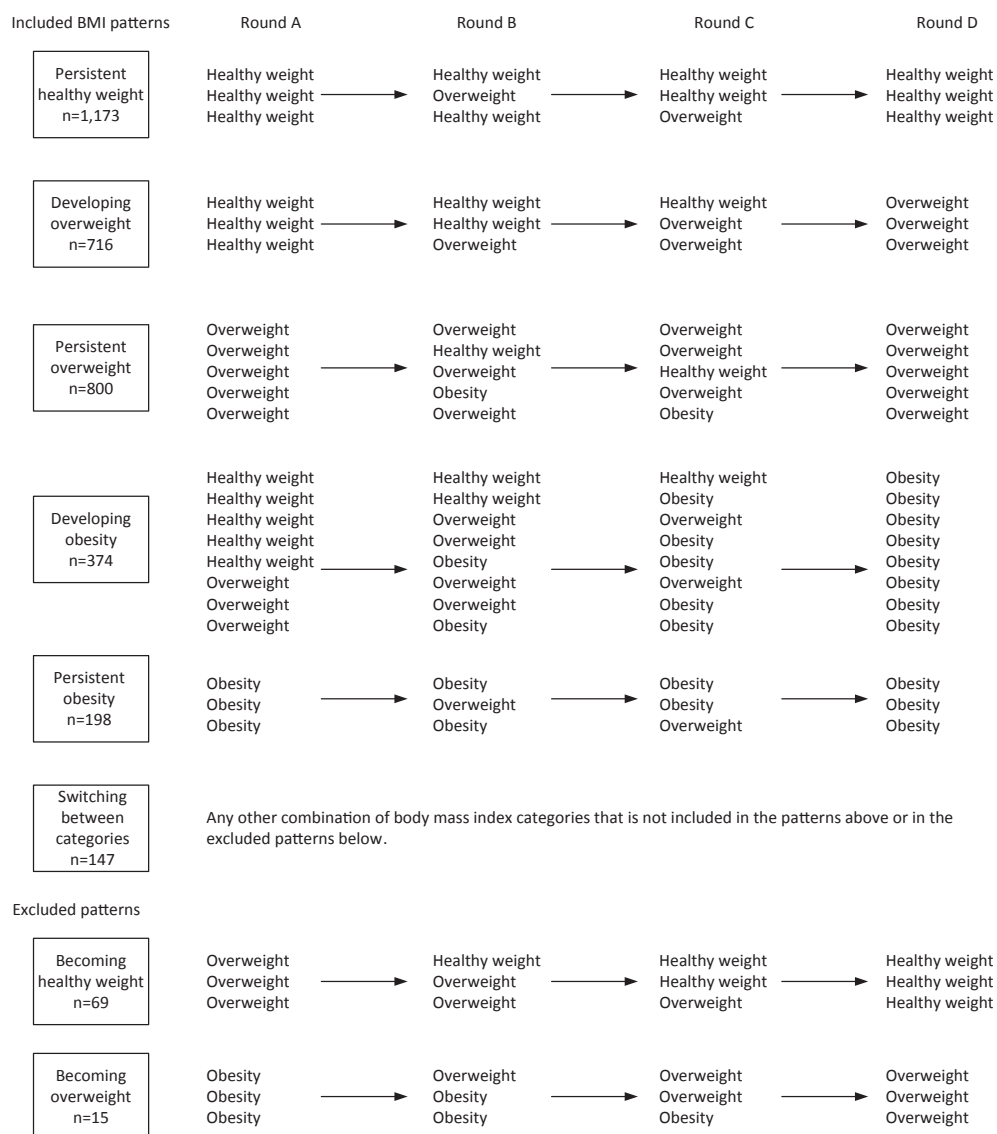 Included BMI patterns Round A Round B Round C Round D
Persistent
healthy weight
n=1,173
Healthy weight Healthy weight Healthy weight Healthy weight
Healthy weight Overweight Healthy weight Healthy weight
Healthy weight Healthy weight Overweight Healthy weight
Developing
overweight
n=716
Healthy weight Healthy weight Healthy weight Overweight
Healthy weight Healthy weight Overweight Overweight
Healthy weight Overweight Overweight Overweight
Persistent
overweight
n=800
Overweight Overweight Overweight Overweight
Overweight Healthy weight Overweight Overweight
Overweight Overweight Healthy weight Overweight
Overweight Obesity Overweight Overweight
Overweight Overweight Obesity Overweight
Developing
obesity
n=374
Healthy weight Healthy weight Healthy weight Obesity
Healthy weight Healthy weight Obesity Obesity
Healthy weight Overweight Overweight Obesity
Healthy weight Overweight Obesity Obesity
Healthy weight Obesity Obesity Obesity
Overweight Overweight Overweight Obesity
Overweight Overweight Obesity Obesity
Overweight Obesity Obesity Obesity
Persistent
obesity
n=198
Obesity Obesity Obesity Obesity
Obesity Overweight Obesity Obesity
Obesity Obesity Overweight Obesity
Switching
between
categories
n=147
Any other combination of body mass index categories that is not included in the patterns above or in the
excluded patterns below.
Excluded patterns
Becoming
healthy weight
n=69
Overweight Healthy weight Healthy weight Healthy weight
Overweight Overweight Healthy weight Healthy weight
Overweight Overweight Overweight Healthy weight
Becoming
overweight
n=15
Obesity Overweight Overweight Overweight
Obesity Obesity Overweight Overweight
Obesity Obesity Obesity Overweight